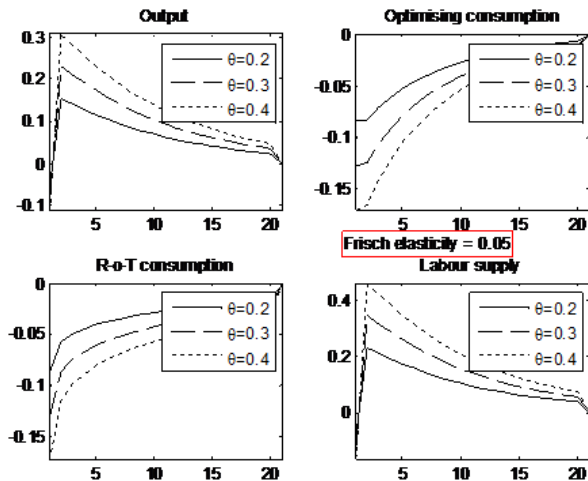 Output
0.3
0.2
0.1
0
-0.1
θ=0.2
θ=0.3
θ=0.4
5 10 15 20
Optimising consumption
-0.05
-0.1
-0.15
θ=0.2
θ=0.3
θ=0.4
5 10 15 20
Frisch elasticity = 0.05
R-o-T consumption
0
-0.05
-0.1
-0.15
θ=0.2
θ=0.3
θ=0.4
5 10 15 20
Labour supply
0.4
0.2
0
θ=0.2
θ=0.3
θ=0.4
5 10 15 20